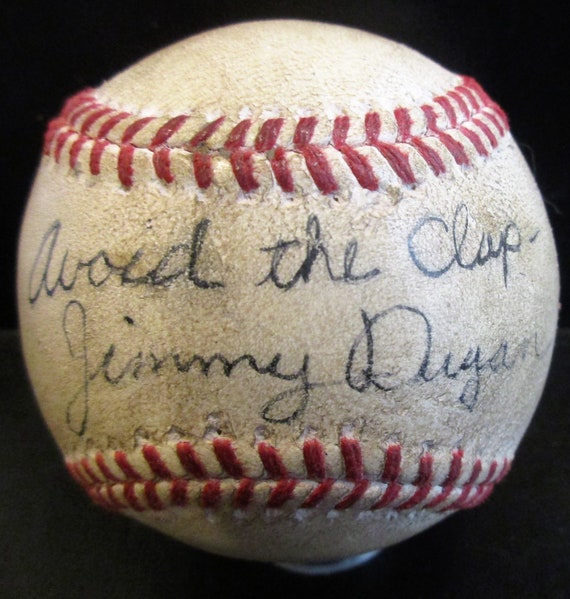 Avoid the Clap-
Jimmy Dugan